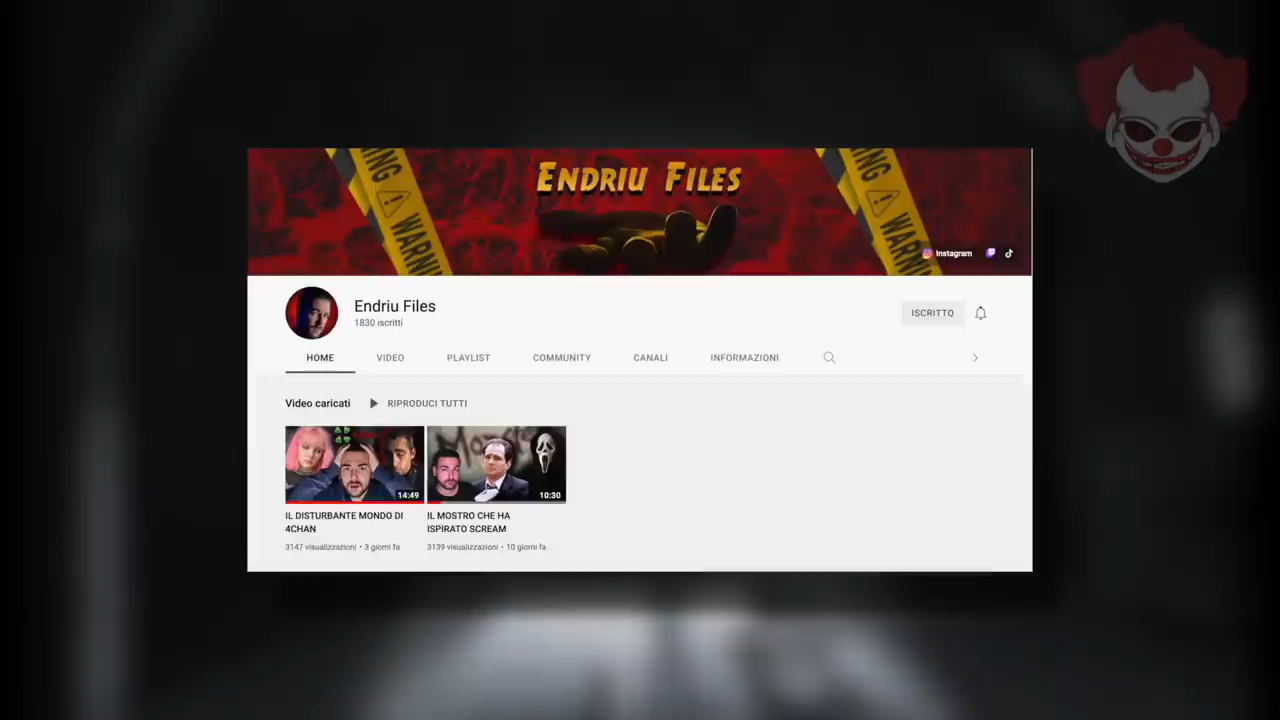 ENDRIU FILES
WARNING
WARNING
Instagram
Endriu Files
1830 iscritti
ISCRITTO
HOME VIDEO PLAYLIST COMMUNITY CANALI INFORMAZIONI
Video caricati RIPRODUCI TUTTI
14:49
10:30
IL DISTURBANTE MONDO DI
4CHAN
3147 visualizzazioni • 3 giorni fa
IL MOSTRO CHE HA
ISPIRATO SCREAM
3139 visualizzazioni • 10 giorni fa